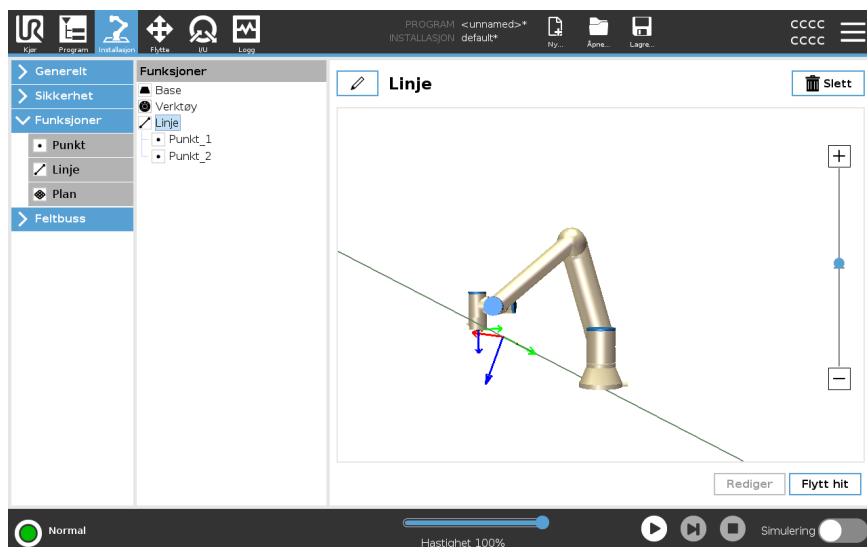 PROGRAM <unnamed>*
INSTALLASJON default*
CCCC
CCCC
UR
Kjør
Program
Installasjon
Flytte
I/U
Logg
Ny...
Åpne...
Lagre...
Generelt
Sikkerhet
Funksjoner
Punkt
Linje
Plan
Feltbuss
Funksjoner
Base
Verktøy
Linje
Punkt_1
Punkt_2
Linje
Slett
Rediger
Flytt hit
Normal
Hastighet 100%
Simulering